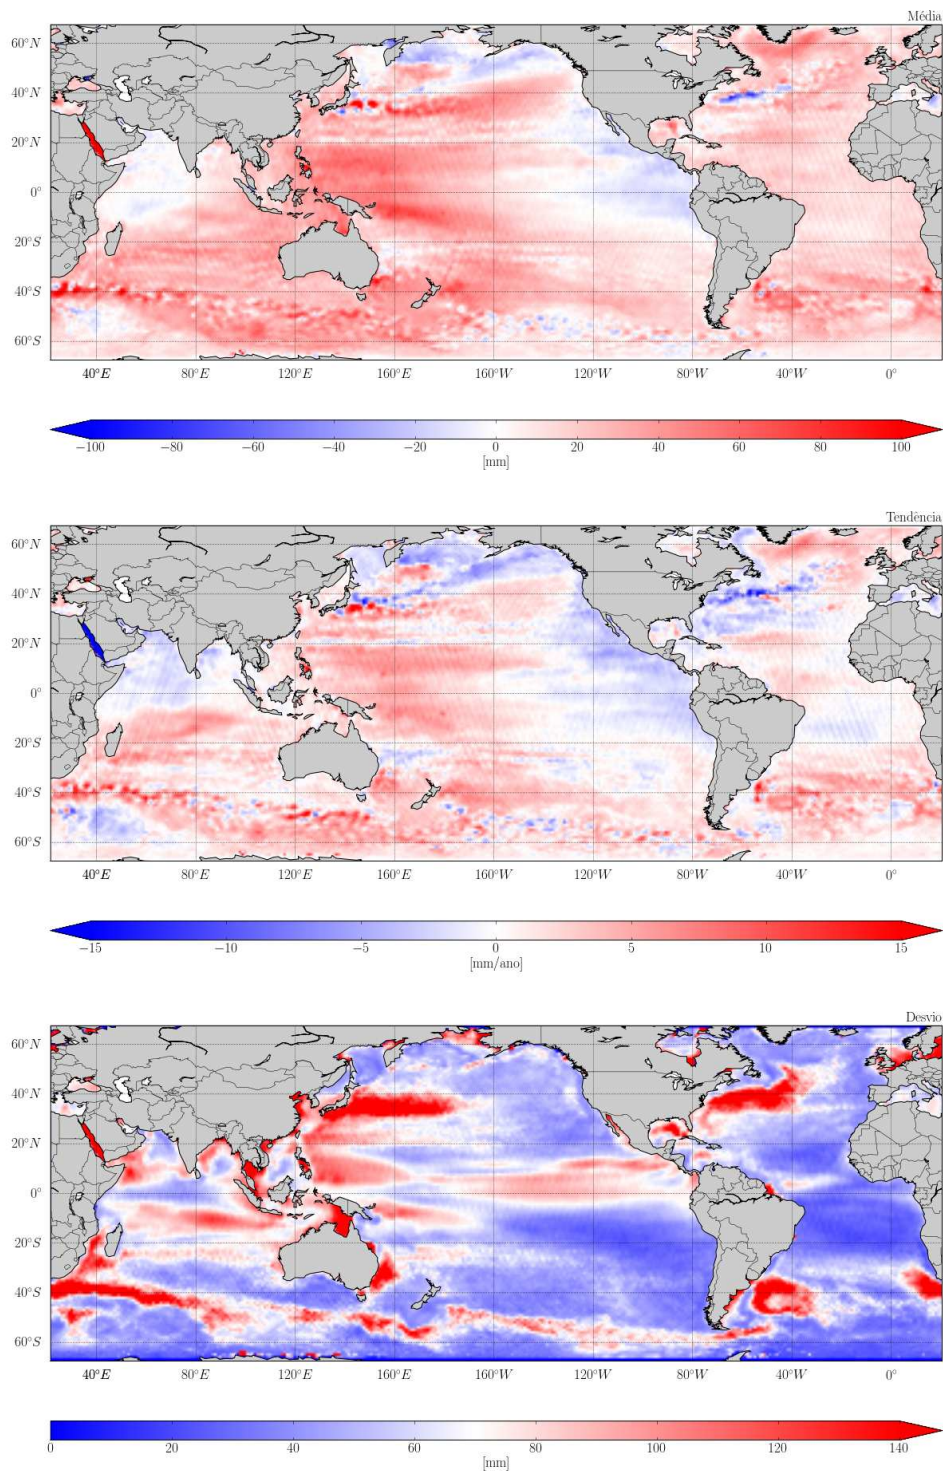 Média
60°N
40°N
20°N
0°
20°S
40°S
60°S
40°E 80°E 120°E 160°E 160°W 120°W 80°W 40°W 0°
−100 −80 −60 −40 −20 0 20 40 60 80 100
[mm]
Tendência
60°N
40°N
20°N
0°
20°S
40°S
60°S
40°E 80°E 120°E 160°E 160°W 120°W 80°W 40°W 0°
−15 −10 −5 0 5 10 15
[mm/ano]
Desvio
60°N
40°N
20°N
0°
20°S
40°S
60°S
40°E 80°E 120°E 160°E 160°W 120°W 80°W 40°W 0°
0 20 40 60 80 100 120 140
[mm]